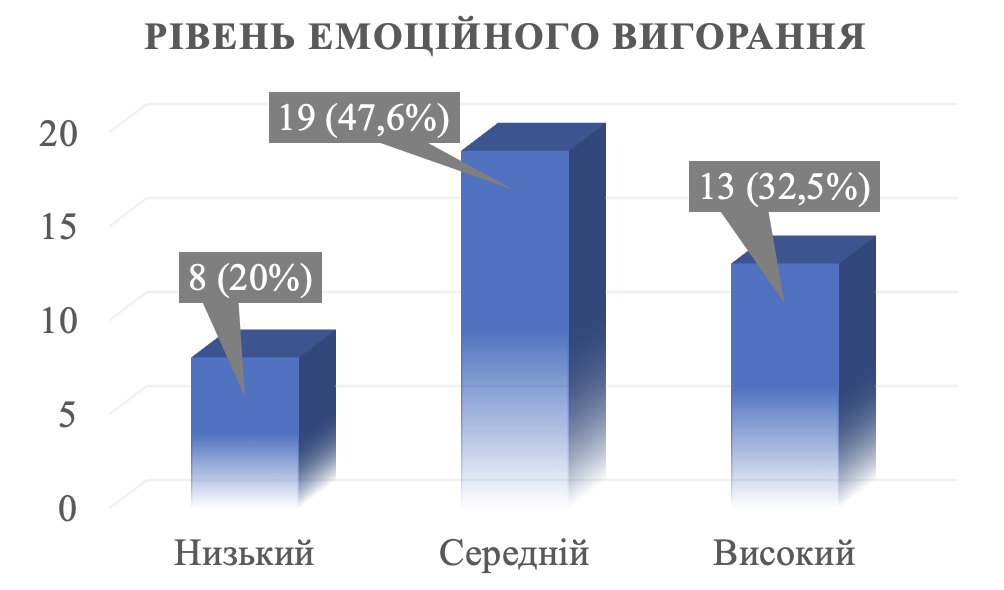 РІВЕНЬ ЕМОЦІЙНОГО ВИГОРАННЯ
20
15
10
5
0
8 (20%)
19 (47,6%)
13 (32,5%)
Низький
Середній
Високий